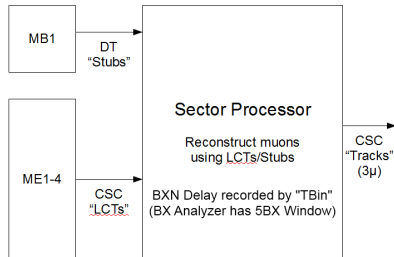 MB1
DT
“Stubs”
ME1-4
CSC
“LCTs”
Sector Processor
Reconstruct muons
using LCTs/Stubs
BXN Delay recorded by "TBin"
(BX Analyzer has 5BX Window)
CSC
“Tracks”
(3μ)